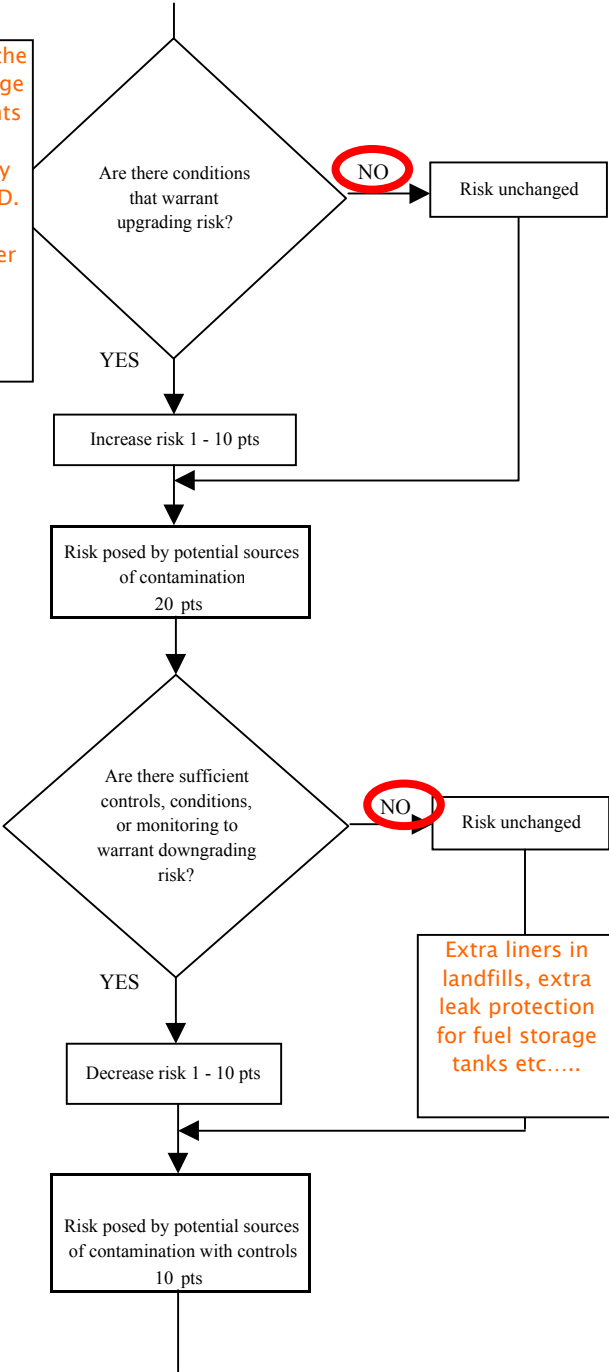 the
ge
ts
y
D.
er
Are there conditions
that warrant
upgrading risk?
NO
Risk unchanged
YES
Increase risk 1 - 10 pts
Risk posed by potential sources
of contamination
20 pts
Are there sufficient
controls, conditions,
or monitoring to
warrant downgrading
risk?
NO
Risk unchanged
YES
Extra liners in
landfills, extra
leak protection
for fuel storage
tanks etc…..
Decrease risk 1 - 10 pts
Risk posed by potential sources
of contamination with controls
10 pts